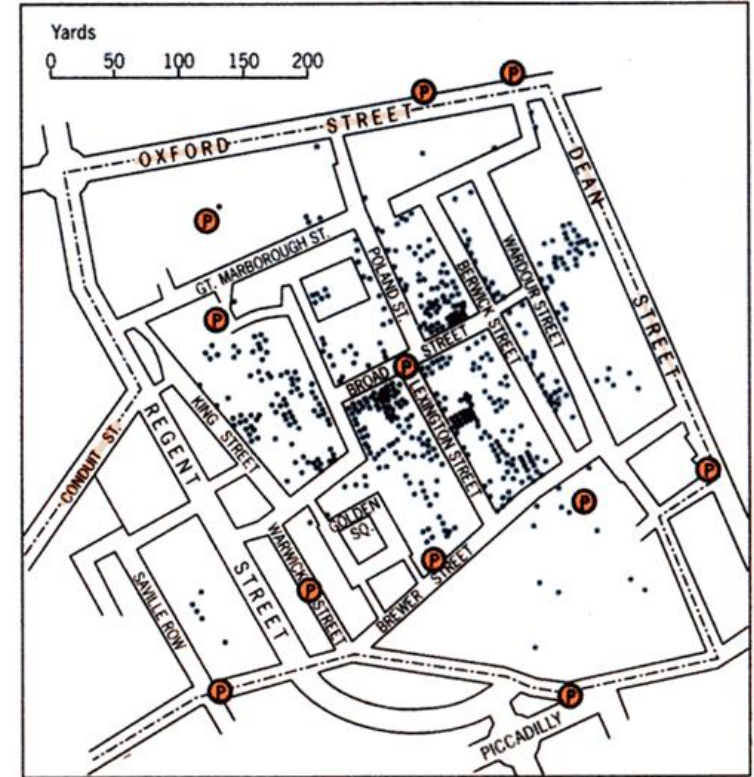 Yards
0 50 100 150 200
P
P
OXFORD STREET
DEAN STREET
P
GT. MARBOROUGH ST.
POLAND ST.
BERWICK STREET
WARDOUR STREET
P
BROAD STREET
P
KING STREET
LEXINGTON STREET
REGENT STREET
CONDUIT ST.
P
P
GOLDEN
SQ.
WARWICK STREET
P
P
BREWER STREET
SAVILLE ROW
P
P
PICCADILLY